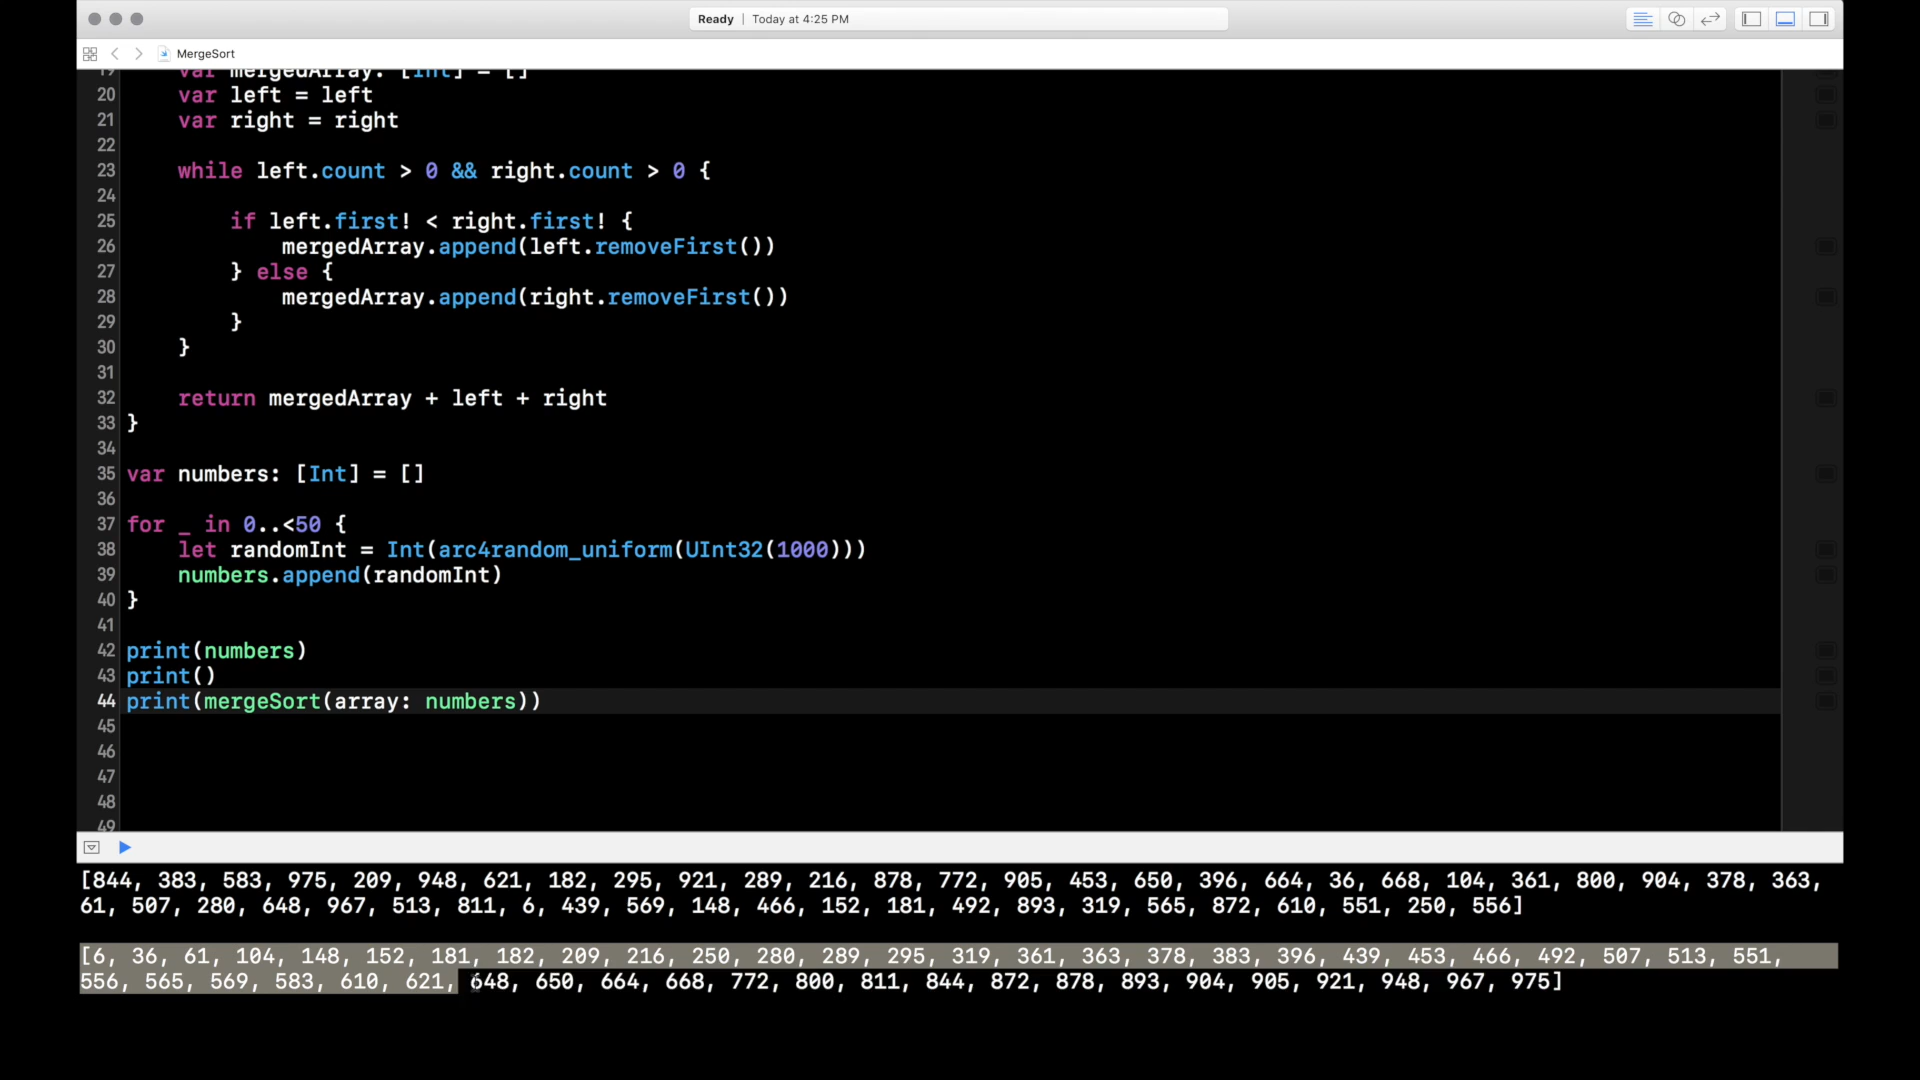 Ready | Today at 4:25 PM
MergeSort
19 var mergedArray: [Int] = []
20 var left = left
21 var right = right
22
23 while left.count > 0 && right.count > 0 {
24
25 if left.first! < right.first! {
26 mergedArray.append(left.removeFirst())
27 } else {
28 mergedArray.append(right.removeFirst())
29 }
30 }
31
32 return mergedArray + left + right
33 }
34
35 var numbers: [Int] = []
36
37 for _ in 0..<50 {
38 let randomInt = Int(arc4random_uniform(UInt32(1000)))
39 numbers.append(randomInt)
40 }
41
42 print(numbers)
43 print()
44 print(mergeSort(array: numbers))
45
46
47
48
49
[844, 383, 583, 975, 209, 948, 621, 182, 295, 921, 289, 216, 878, 772, 905, 453, 650, 396, 664, 36, 668, 104, 361, 800, 904, 378, 363,
61, 507, 280, 648, 967, 513, 811, 6, 439, 569, 148, 466, 152, 181, 492, 893, 319, 565, 872, 610, 551, 250, 556]
[6, 36, 61, 104, 148, 152, 181, 182, 209, 216, 250, 280, 289, 295, 319, 361, 363, 378, 383, 396, 439, 453, 466, 492, 507, 513, 551,
556, 565, 569, 583, 610, 621, 648, 650, 664, 668, 772, 800, 811, 844, 872, 878, 893, 904, 905, 921, 948, 967, 975]